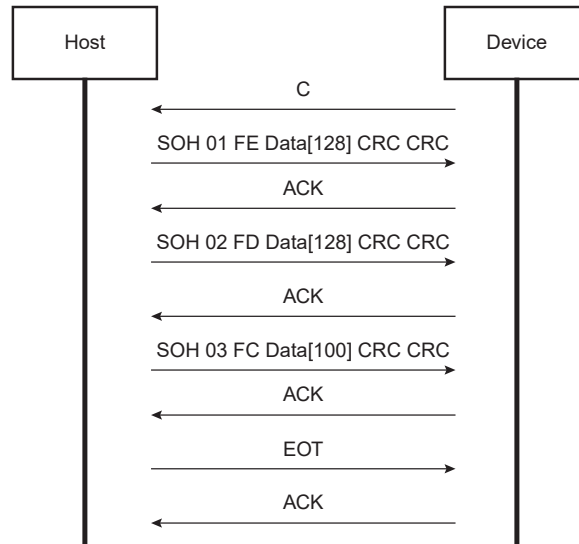 Host
Device
C
SOH 01 FE Data[128] CRC CRC
ACK
SOH 02 FD Data[128] CRC CRC
ACK
SOH 03 FC Data[100] CRC CRC
ACK
EOT
ACK